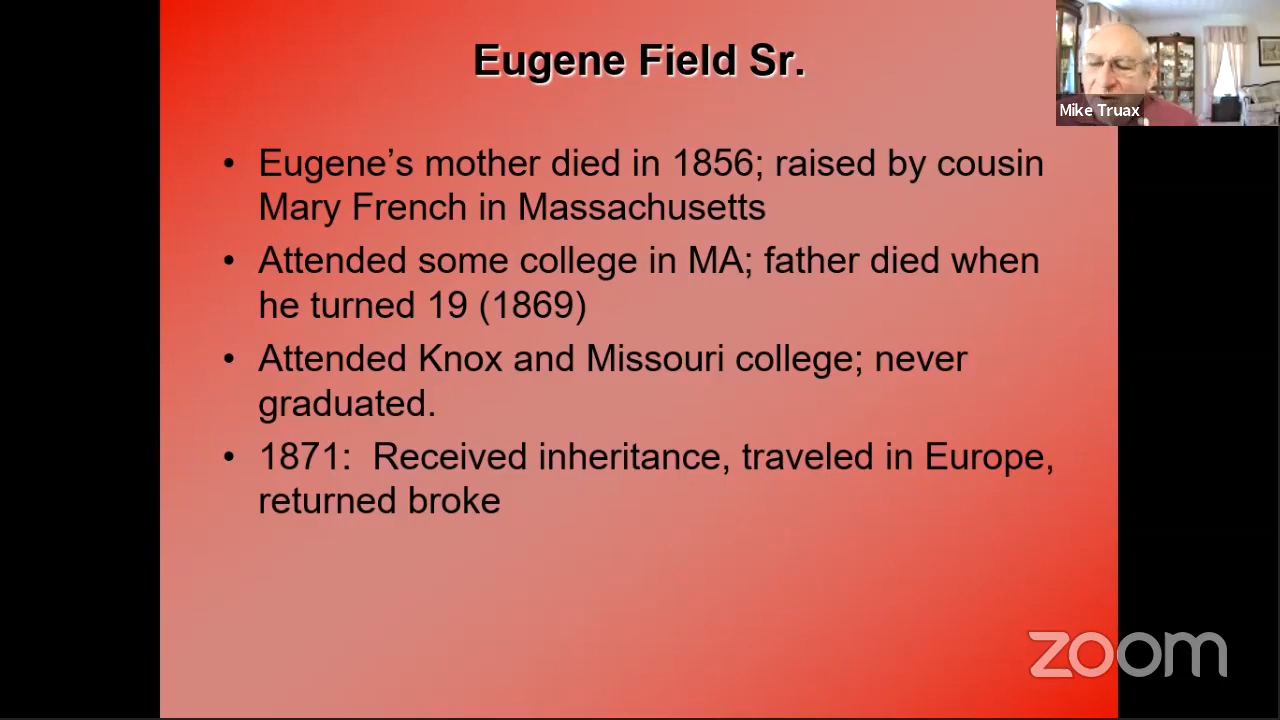 Eugene Field Sr.
Mike Truax
• Eugene’s mother died in 1856; raised by cousin
Mary French in Massachusetts
• Attended some college in MA; father died when
he turned 19 (1869)
• Attended Knox and Missouri college; never
graduated.
• 1871:  Received inheritance, traveled in Europe,
returned broke
zoom